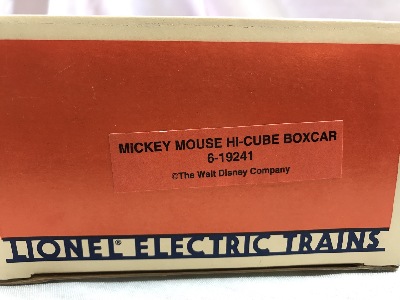 MICKEY MOUSE HI-CUBE BOXCAR
6-19241
©The Walt Disney Company
LIONEL® ELECTRIC TRAINS